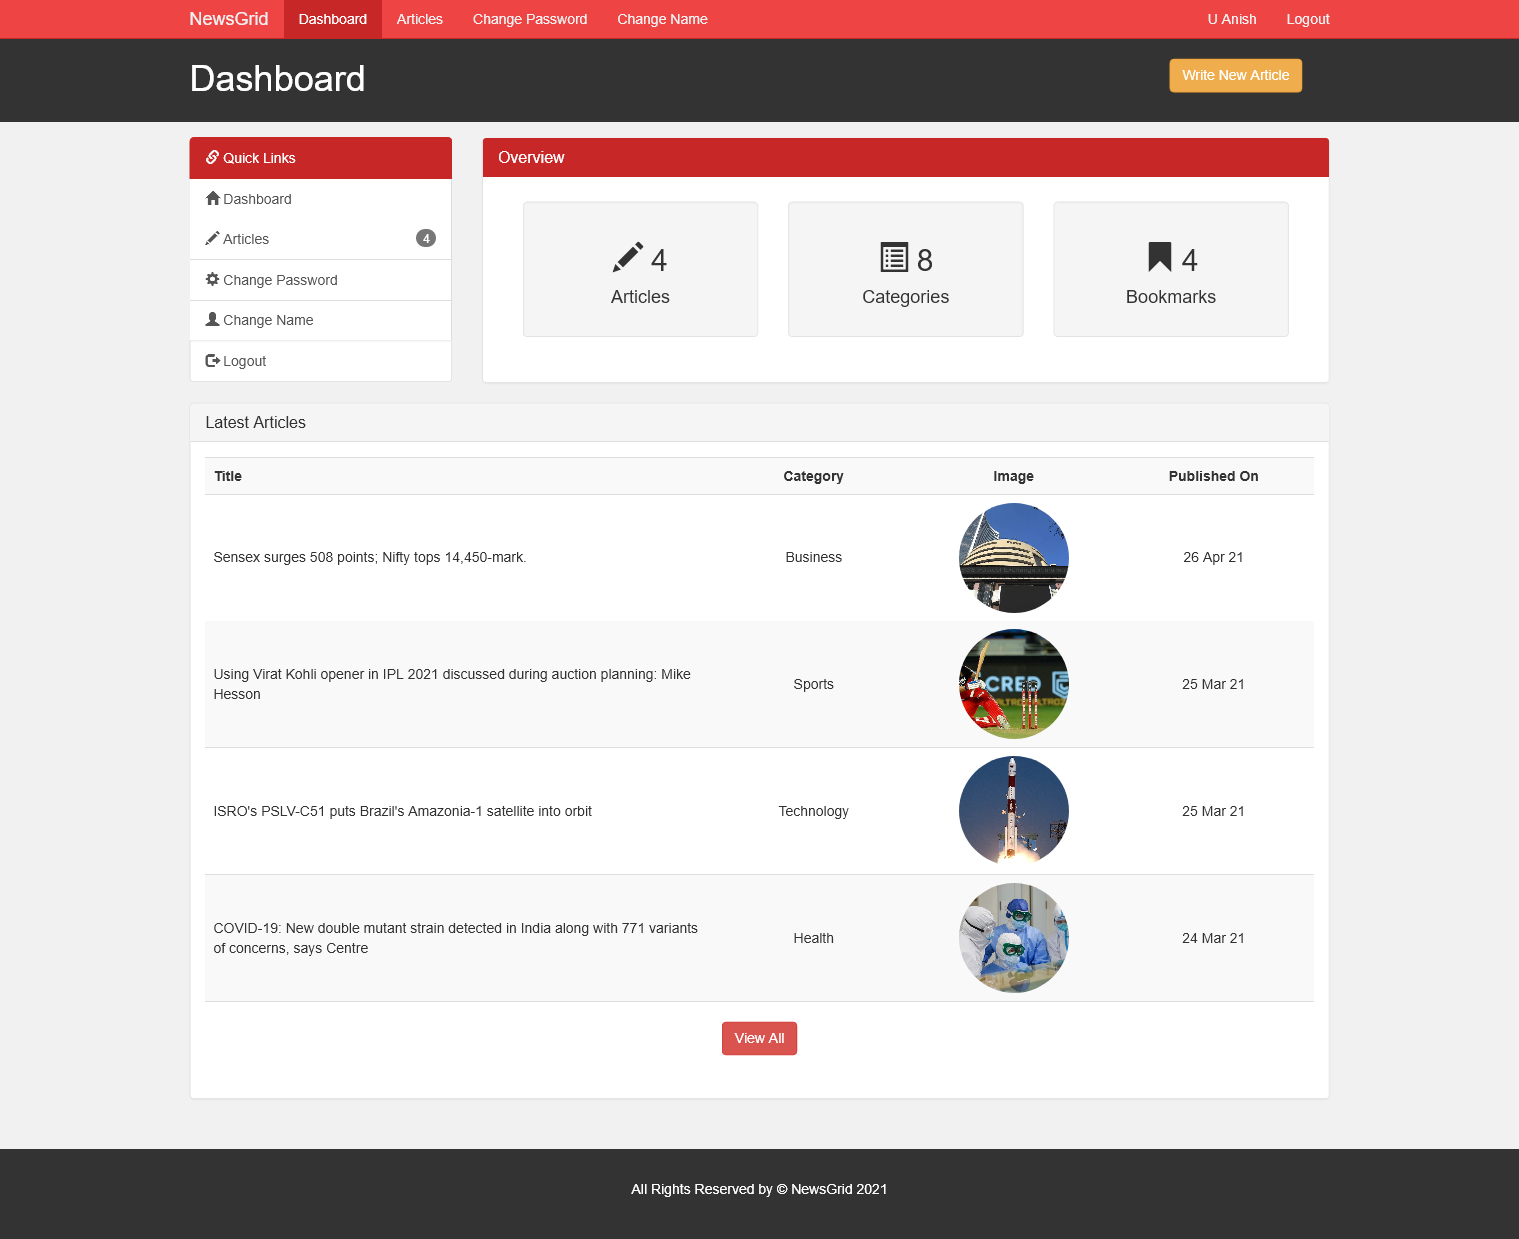 NewsGrid Dashboard Articles Change Password Change Name U Anish Logout
Dashboard Write New Article
Quick Links
Dashboard
Articles 4
Change Password
Change Name
Logout
Overview
4 8 4
Articles Categories Bookmarks
Latest Articles
Title Category Image Published On
Sensex surges 508 points; Nifty tops 14,450-mark. Business 26 Apr 21
Using Virat Kohli opener in IPL 2021 discussed during auction planning: Mike
Hesson
Sports 25 Mar 21
CRED
ISRO's PSLV-C51 puts Brazil's Amazonia-1 satellite into orbit Technology 25 Mar 21
COVID-19: New double mutant strain detected in India along with 771 variants
of concerns, says Centre
Health 24 Mar 21
View All
All Rights Reserved by © NewsGrid 2021